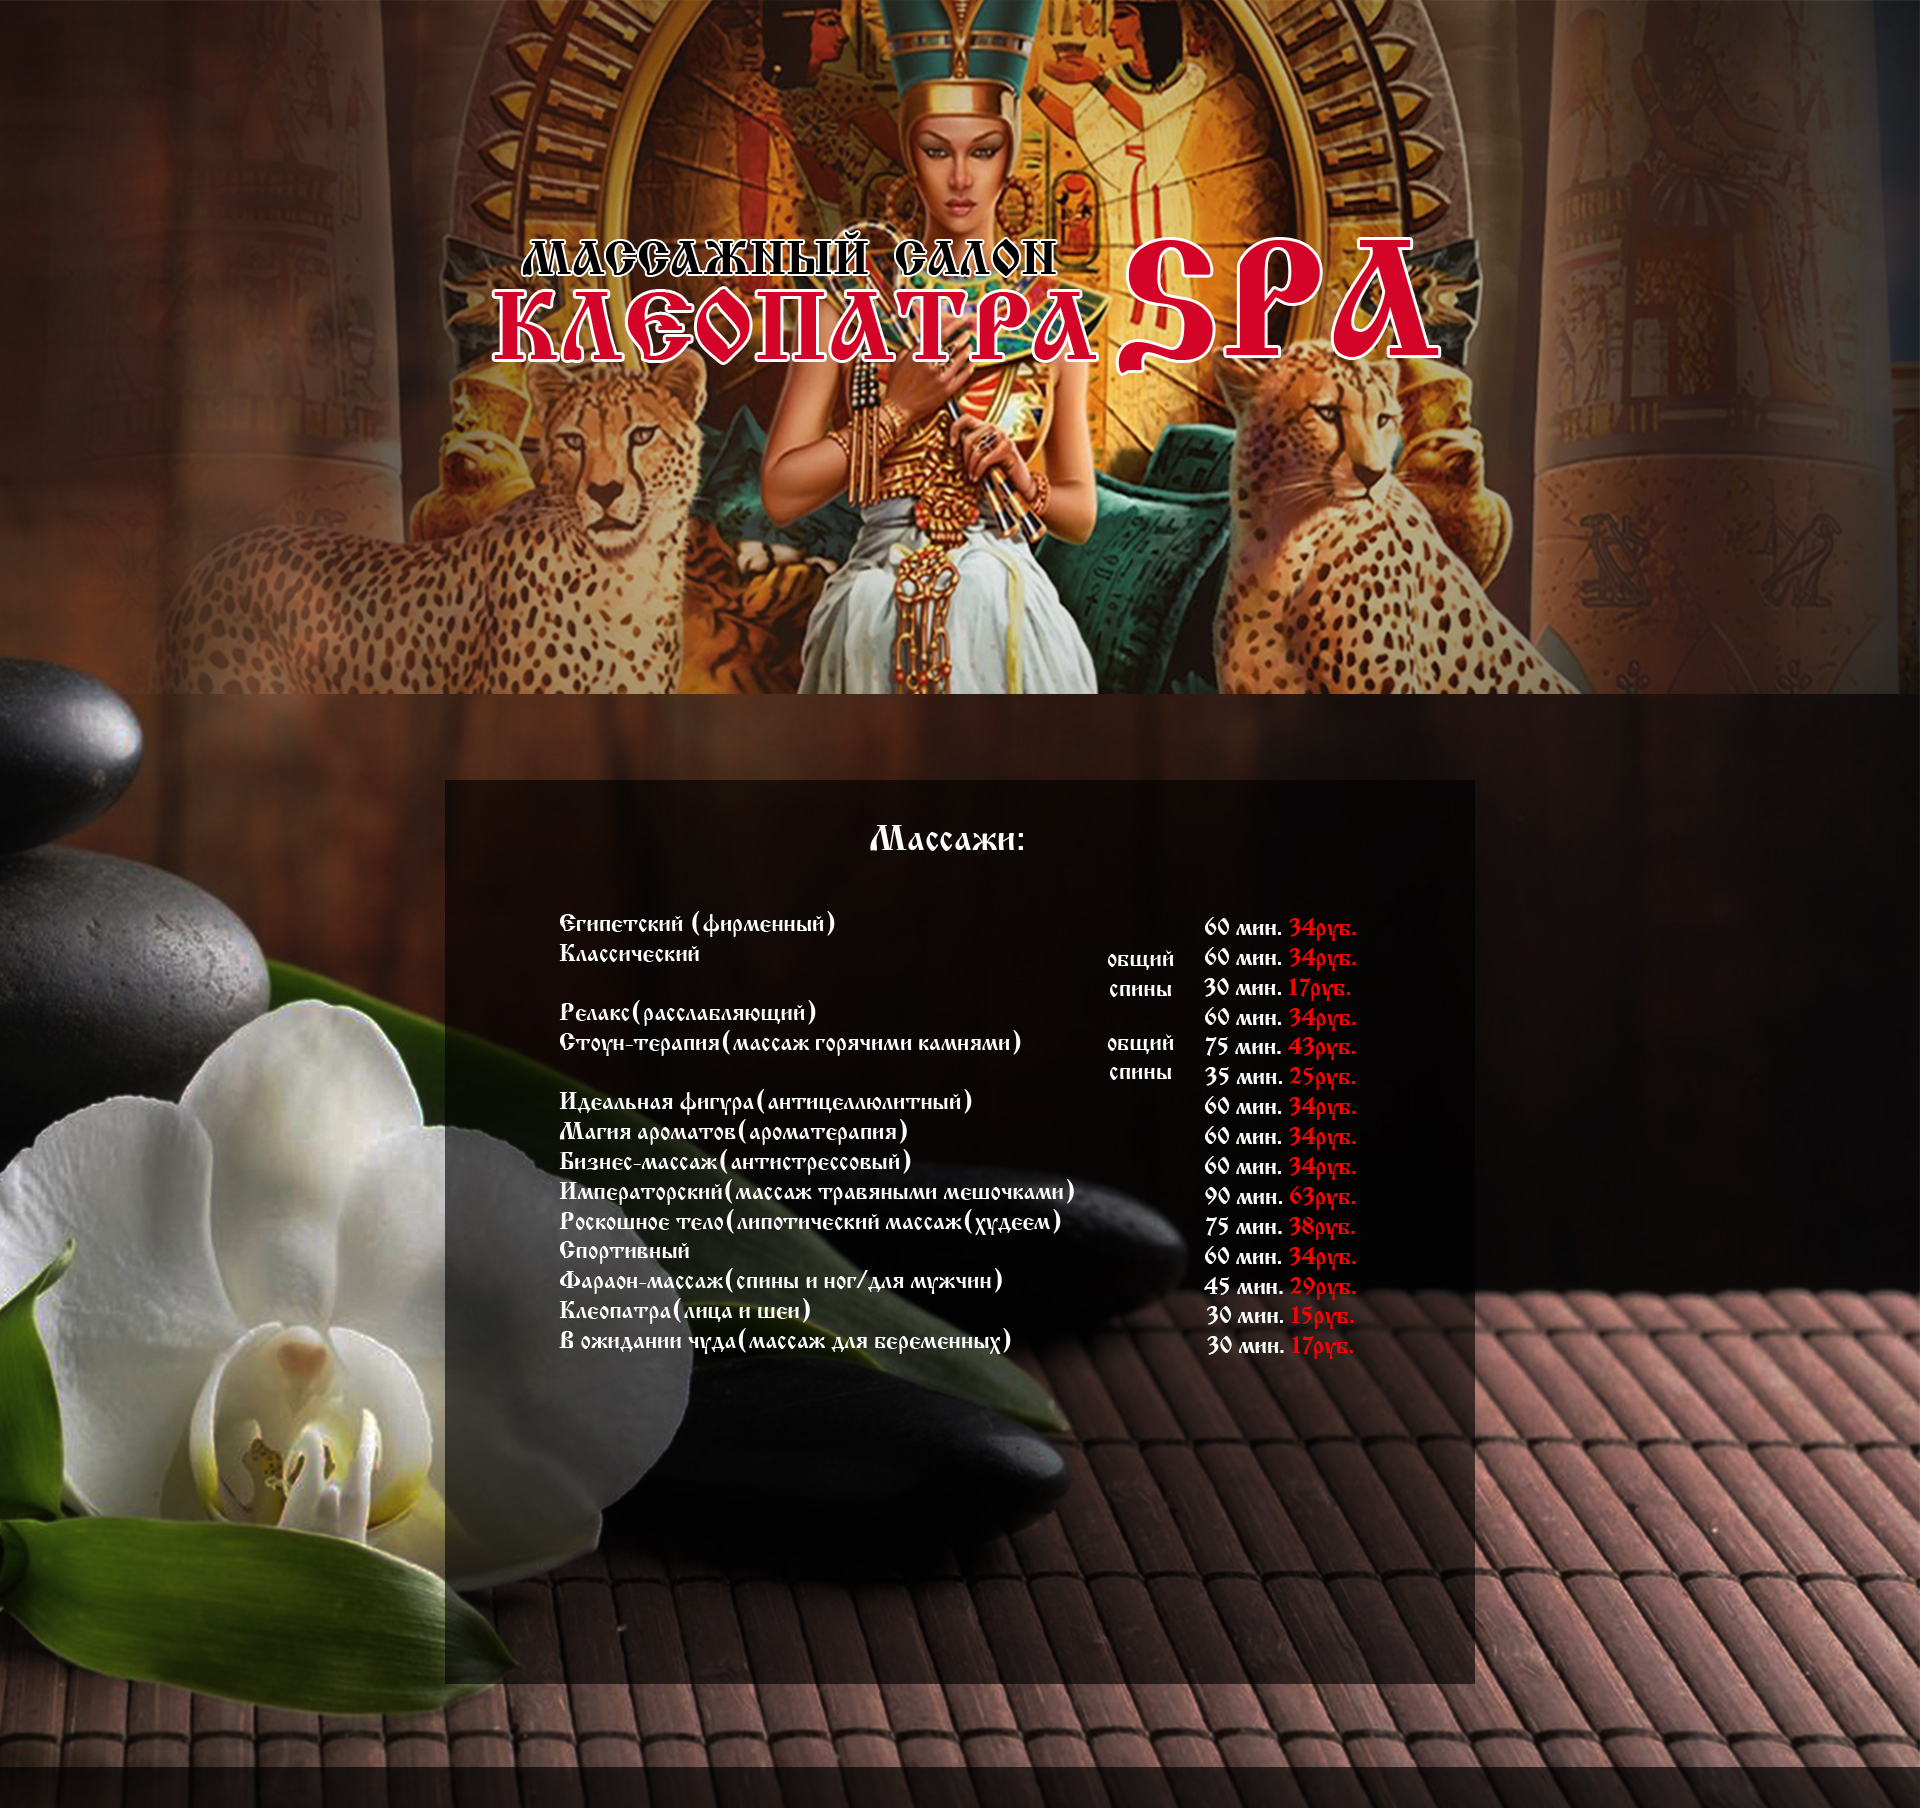 МАССАЖНЫЙ САЛОН
КЛЕОПАТРА SPA
Массажи:
Египетский (фирменный) 60 мин. 34руб.
Классический общий 60 мин. 34руб.
спины 30 мин. 17руб.
Релакс(расслабляющий) 60 мин. 34руб.
Стоун-терапия(массаж горячими камнями) общий 75 мин. 43руб.
спины 35 мин. 25руб.
Идеальная фигура(антицеллюлитный) 60 мин. 34руб.
Магия ароматов(ароматерапия) 60 мин. 34руб.
Бизнес-массаж(антистрессовый) 60 мин. 34руб.
Императорский(массаж травяными мешочками) 90 мин. 63руб.
Роскошное тело(липотический массаж(худеем) 75 мин. 38руб.
Спортивный 60 мин. 34руб.
Фараон-массаж(спины и ног/для мужчин) 45 мин. 29руб.
Клеопатра(лица и шеи) 30 мин. 15руб.
В ожидании чуда(массаж для беременных) 30 мин. 17руб.